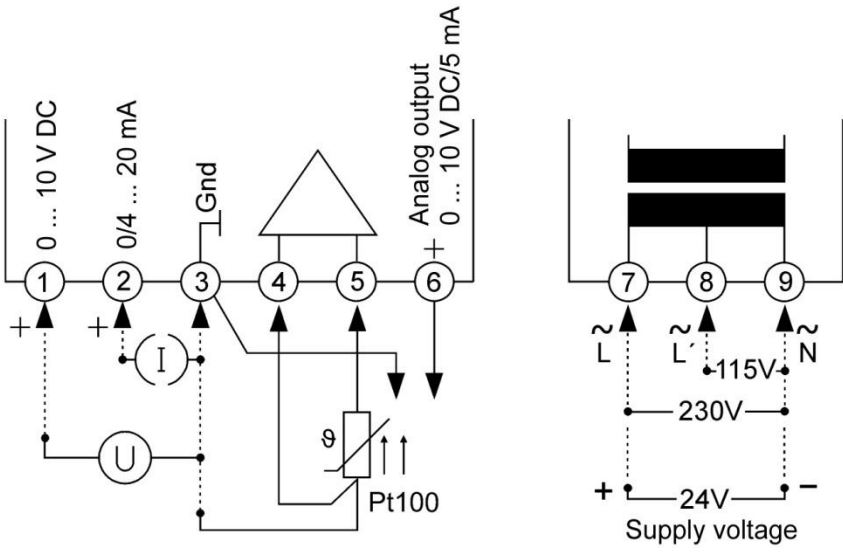 0 ... 10 V DC
0/4 ... 20 mA
Gnd
Analog output
0 ... 10 V DC/5 mA
+
1
2
3
4
5
6
7
8
9
+
+
I
U
ϑ
Pt100
~
L
~
L´
~
N
115V
230V
+
24V
–
Supply voltage